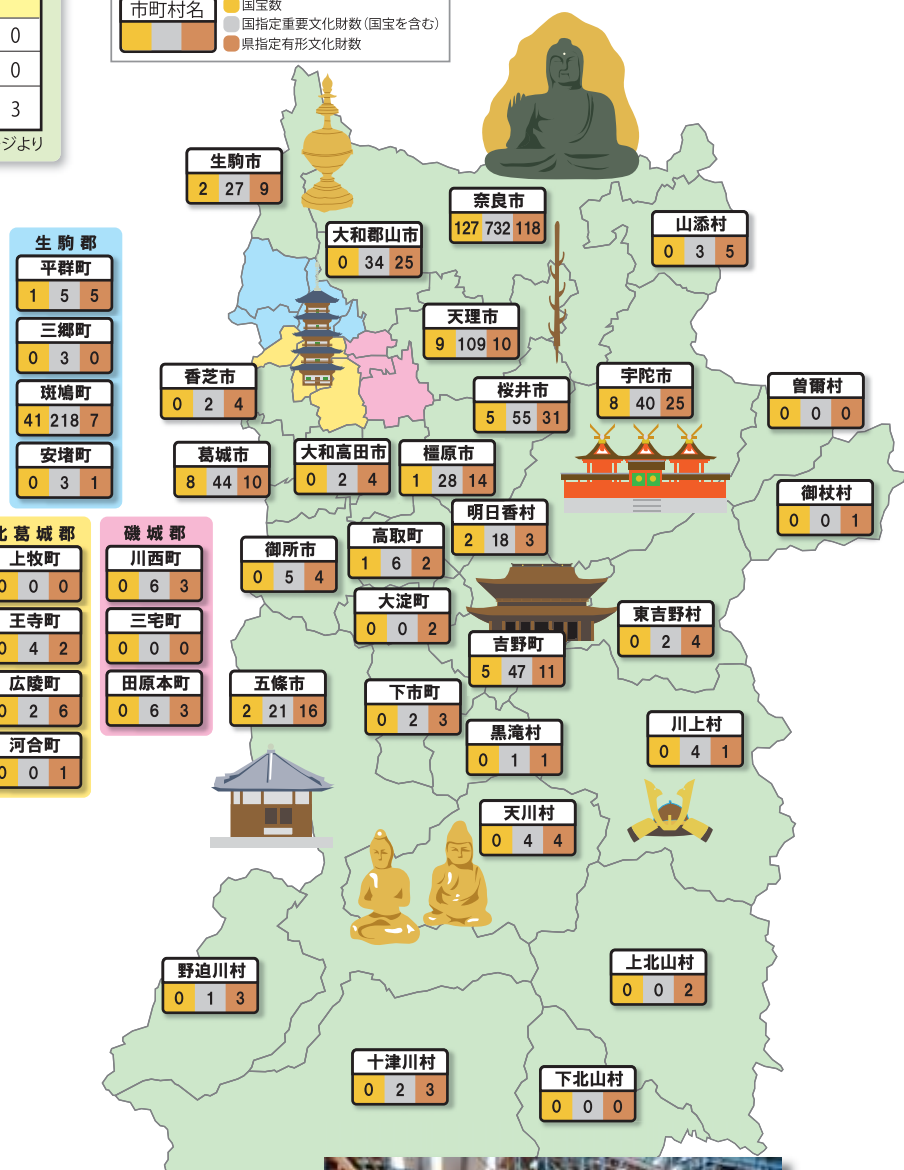 市町村名
国宝数
国指定重要文化財数（国宝を含む）
県指定有形文化財数
0
0
3
ジより
生駒市
2 27 9
奈良市
127 732 118
山添村
0 3 5
大和郡山市
0 34 25
生駒郡
平群町
1 5 5
三郷町
0 3 0
斑鳩町
41 218 7
安堵町
0 3 1
天理市
9 109 10
香芝市
0 2 4
桜井市
5 55 31
宇陀市
8 40 25
曽爾村
0 0 0
葛城市
8 44 10
大和高田市
0 2 4
橿原市
1 28 14
御杖村
0 0 1
明日香村
2 18 3
北葛城郡
上牧町
0 0 0
王寺町
0 4 2
広陵町
0 2 6
河合町
0 0 1
磯城郡
川西町
0 6 3
三宅町
0 0 0
田原本町
0 6 3
御所市
0 5 4
高取町
1 6 2
大淀町
0 0 2
東吉野村
0 2 4
吉野町
5 47 11
五條市
2 21 16
下市町
0 2 3
黒滝村
0 1 1
川上村
0 4 1
天川村
0 4 4
野迫川村
0 1 3
上北山村
0 0 2
十津川村
0 2 3
下北山村
0 0 0